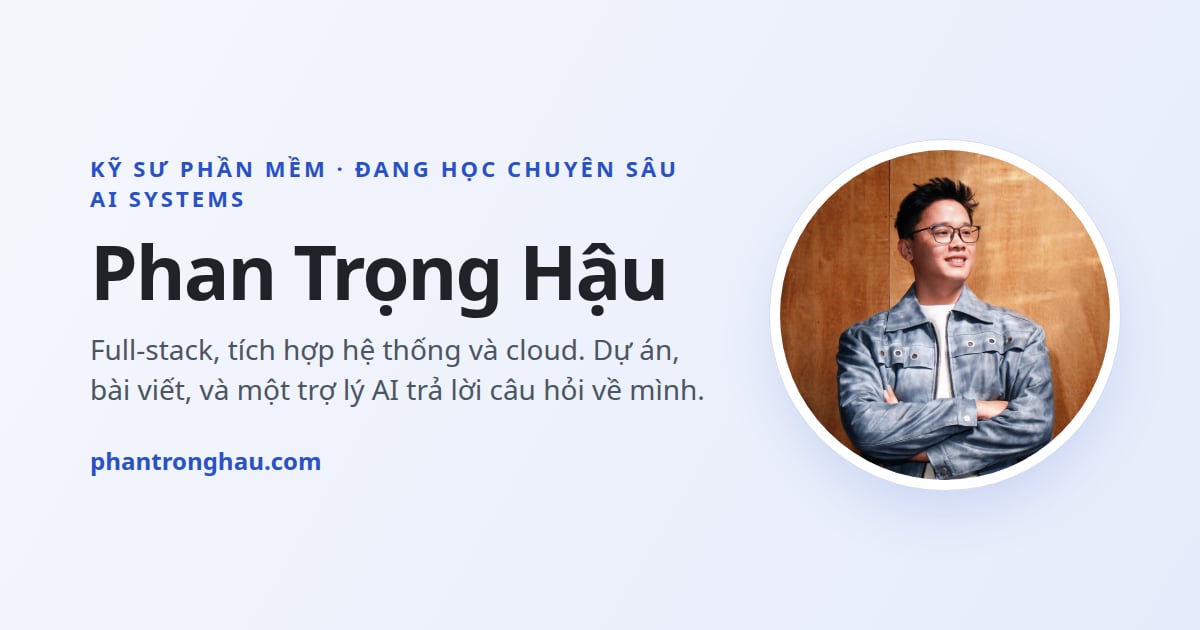 KỸ SƯ PHẦN MỀM · ĐANG HỌC CHUYÊN SÂU
AI SYSTEMS
Phan Trọng Hậu
Full-stack, tích hợp hệ thống và cloud. Dự án,
bài viết, và một trợ lý AI trả lời câu hỏi về mình.
phantronghau.com